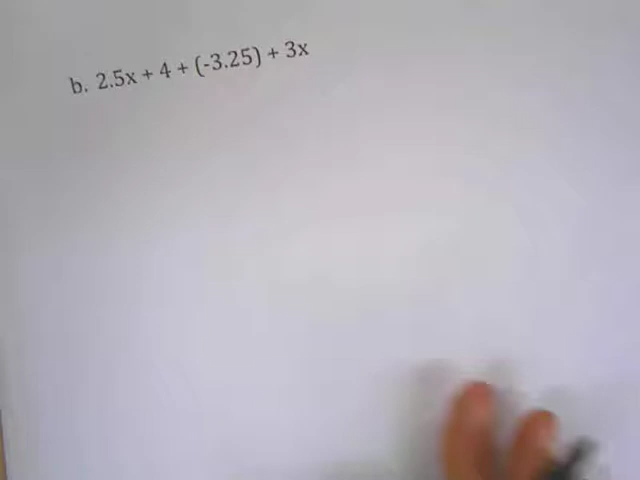 b. 2.5x + 4 + (-3.25) + 3x